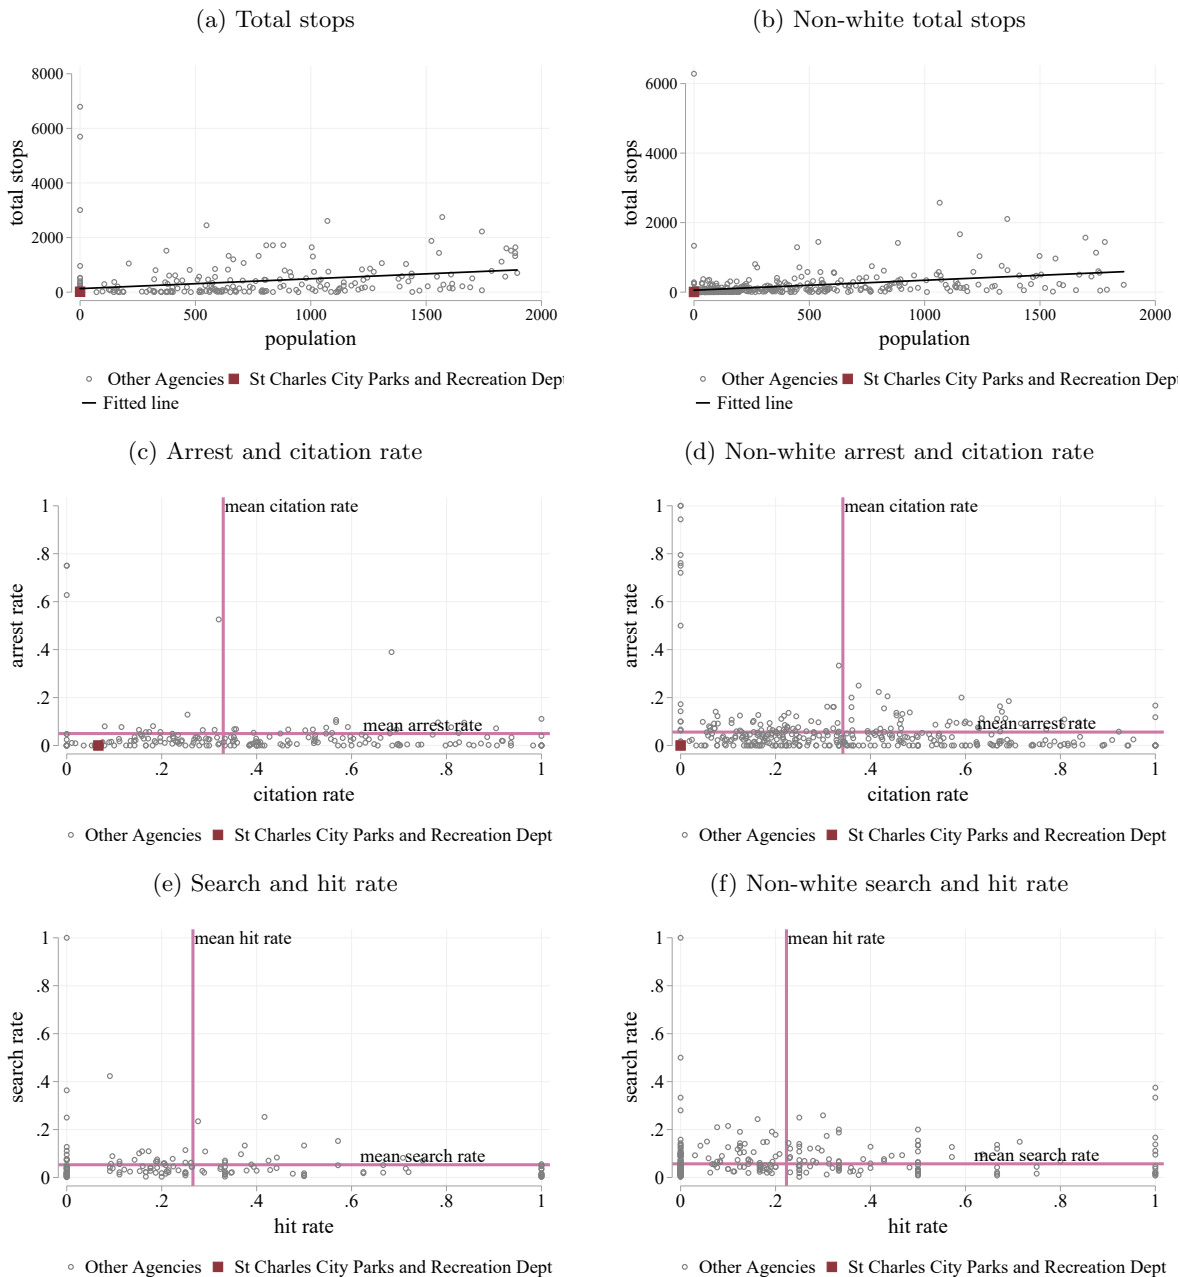 (a) Total stops
(b) Non-white total stops
8000
6000
4000
2000
0
total stops
0 500 1000 1500 2000
population
Other Agencies St Charles City Parks and Recreation Dep
Fitted line
6000
4000
2000
0
total stops
0 500 1000 1500 2000
population
Other Agencies St Charles City Parks and Recreation Dep
Fitted line
(c) Arrest and citation rate
(d) Non-white arrest and citation rate
1
.8
.6
.4
.2
0
arrest rate
mean citation rate
mean arrest rate
0 .2 .4 .6 .8 1
citation rate
Other Agencies St Charles City Parks and Recreation Dept
1
.8
.6
.4
.2
0
arrest rate
mean citation rate
mean arrest rate
0 .2 .4 .6 .8 1
citation rate
Other Agencies St Charles City Parks and Recreation Dept
(e) Search and hit rate
(f) Non-white search and hit rate
1
.8
.6
.4
.2
0
search rate
mean hit rate
mean search rate
0 .2 .4 .6 .8 1
hit rate
Other Agencies St Charles City Parks and Recreation Dept
1
.8
.6
.4
.2
0
search rate
mean hit rate
mean search rate
0 .2 .4 .6 .8 1
hit rate
Other Agencies St Charles City Parks and Recreation Dept